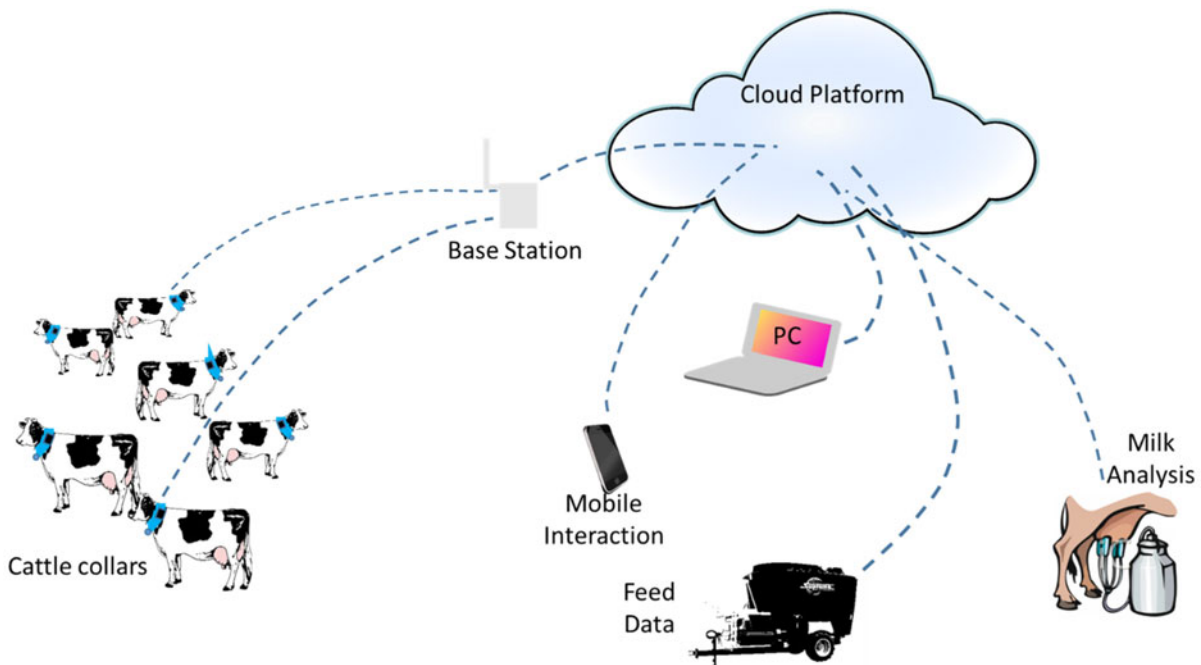 Cloud Platform
Base Station
PC
Cattle collars
Mobile
Interaction
Milk
Analysis
Feed
Data